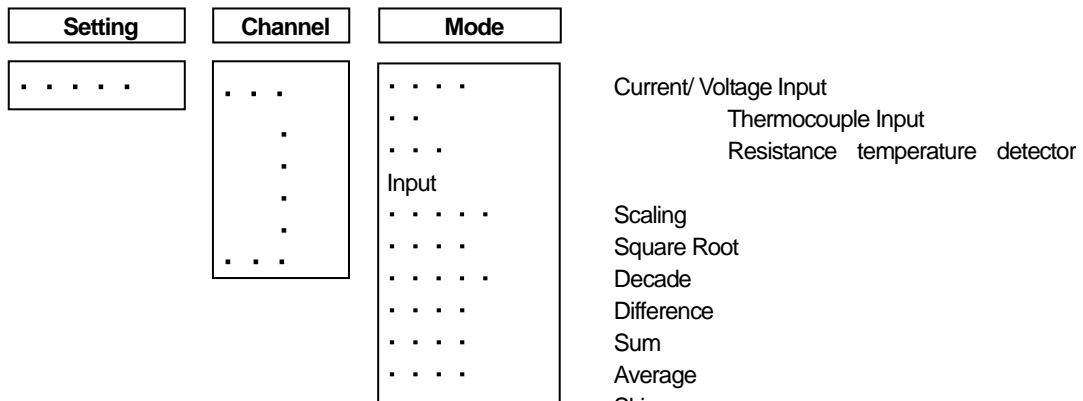 Setting Channel Mode
. . . . . . . . . . . . Current/ Voltage Input
. . Thermocouple Input
. . . . Resistance temperature detector
. Input
. . . . . . Scaling
. . . . . Square Root
. . . . . . . . Decade
. . . . Difference
. . . . Sum
. . . . Average